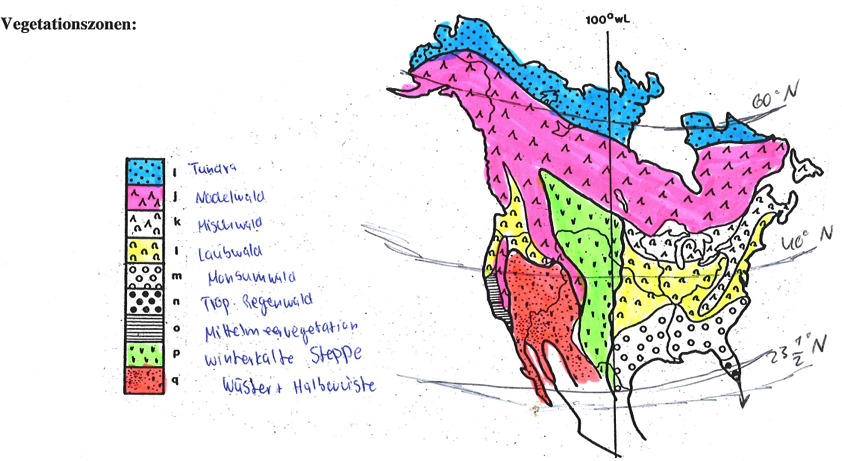 Vegetationszonen:
100°wL
60° N
i Tundra
j Nadelwald
k Mischwald
l Laubwald
40° N
m Monsunwald
n Trop. Regenwald
o Mittelmeervegetation
p winterkalte Steppe
23 1/2° N
q Wüste + Halbwüste